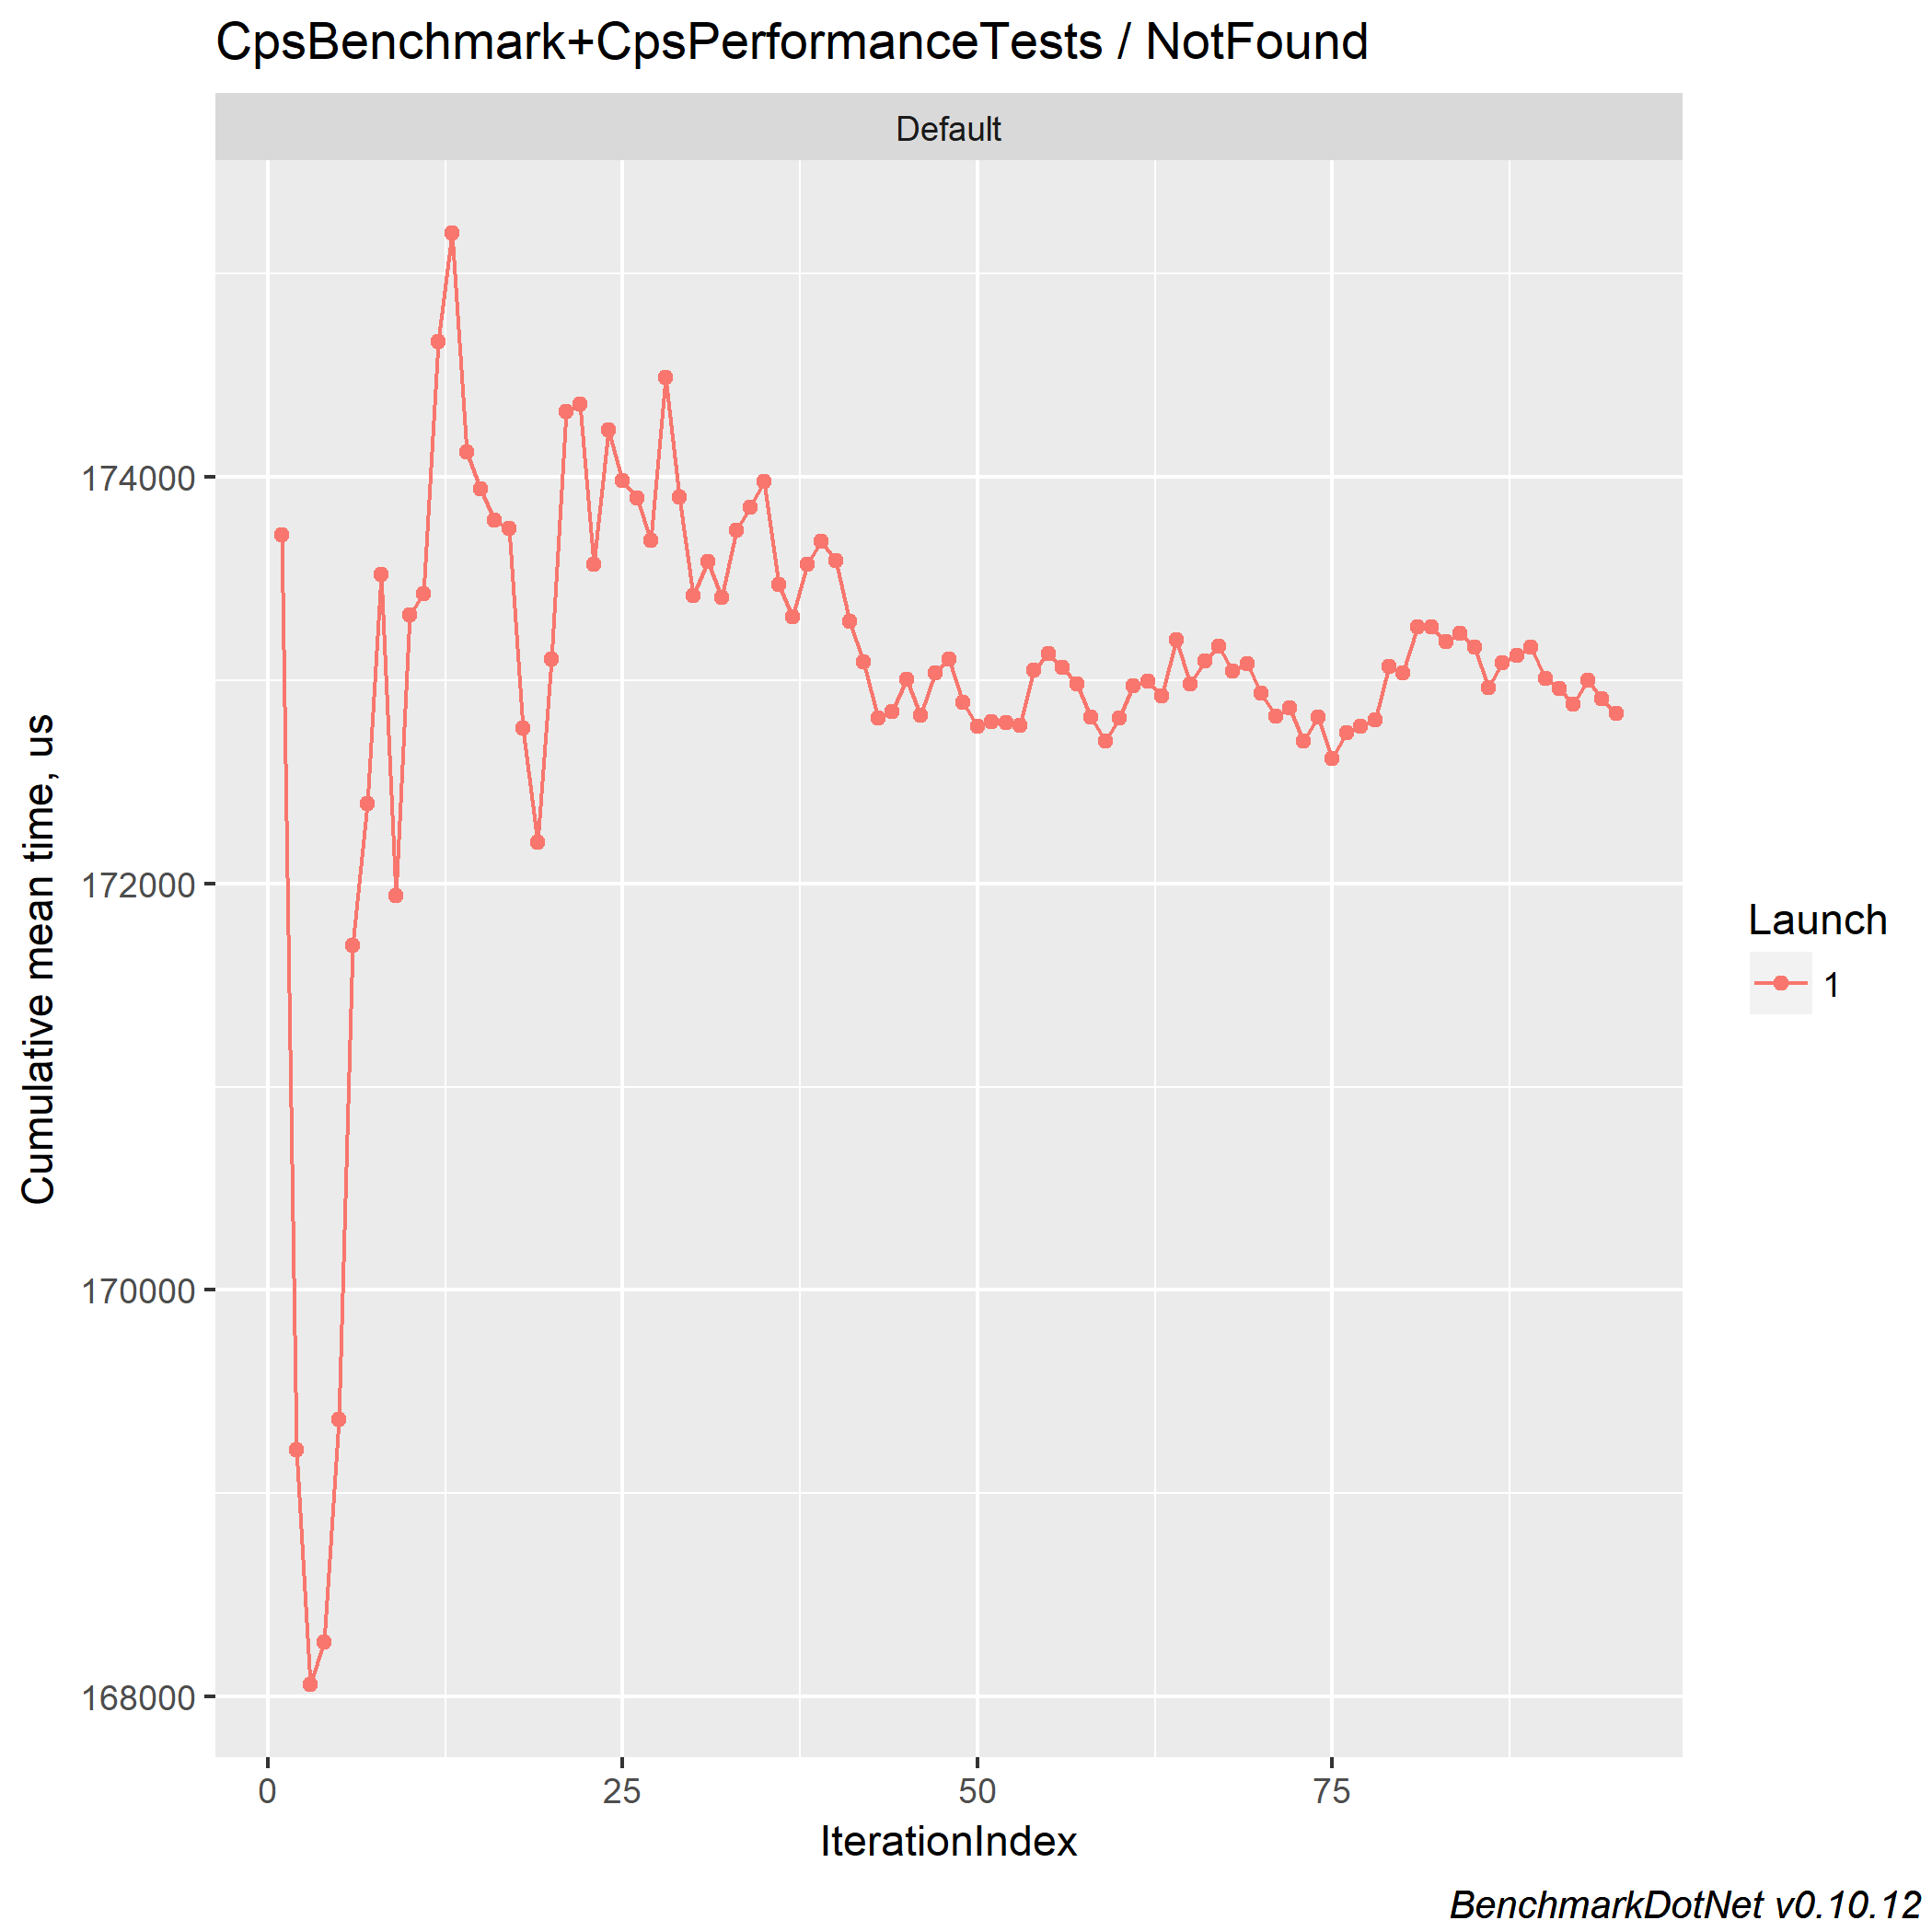 CpsBenchmark+CpsPerformanceTests / NotFound
Default
174000
172000
170000
168000
Cumulative mean time, us
0 25 50 75
IterationIndex
Launch
1
BenchmarkDotNet v0.10.12